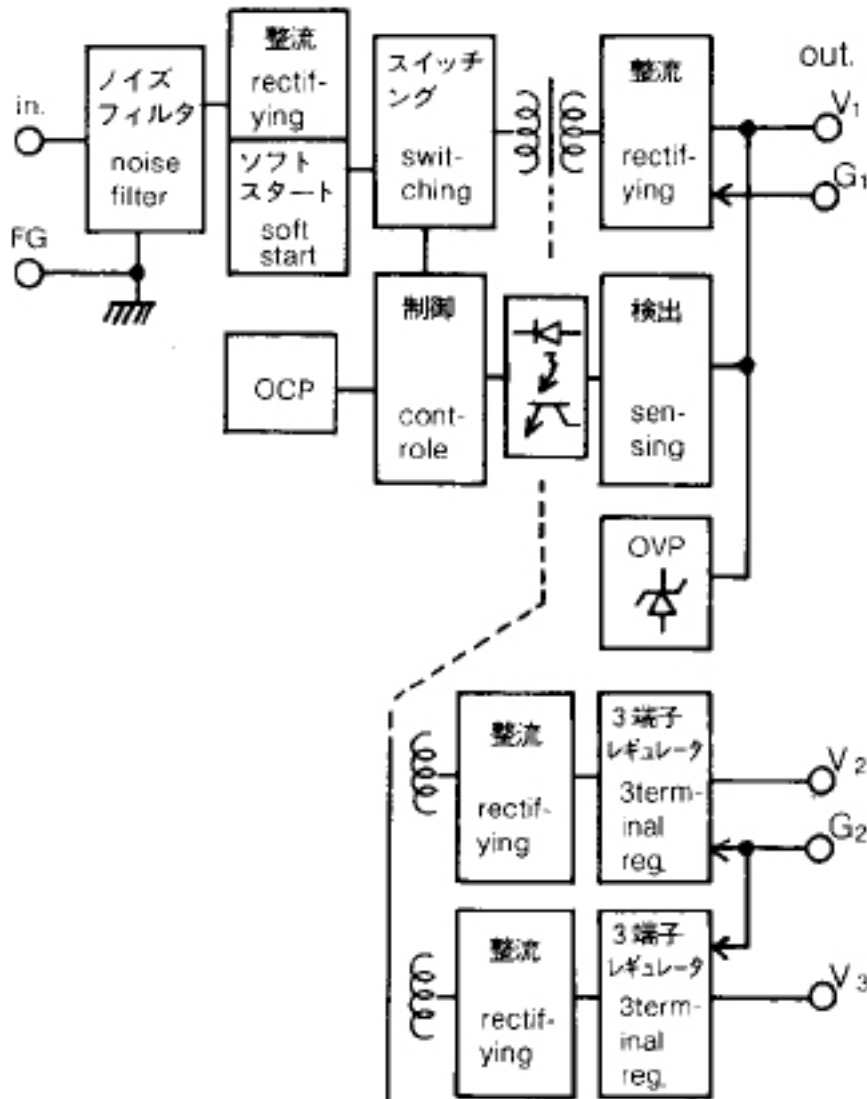 in.
FG
ノイズ
フィルタ
noise
filter
整流
rectif-
ying
ソフト
スタート
soft
start
スイッチ
ング
swit-
ching
整流
rectif-
ying
out.
V1
G1
OCP
制御
cont-
role
検出
sen-
sing
OVP
整流
rectif-
ying
3端子
レギュレータ
3term-
inal
reg.
V2
G2
整流
rectif-
ying
3端子
レギュレータ
3term-
inal
reg.
V3